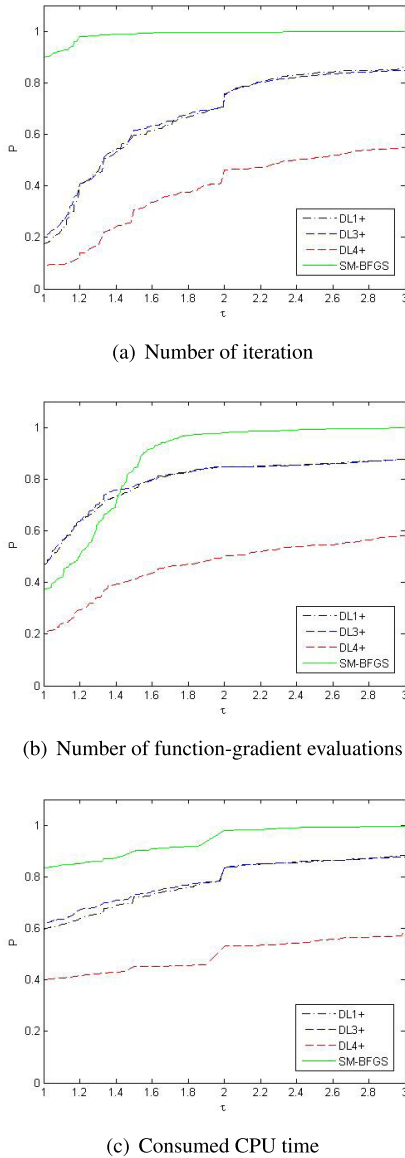 1
0.8
0.6
0.4
0.2
0
P
1 1.2 1.4 1.6 1.8 2 2.2 2.4 2.6 2.8 3
τ
DL1+
DL3+
DL4+
SM-BFGS
(a) Number of iteration
1
0.8
0.6
0.4
0.2
0
P
1 1.2 1.4 1.6 1.8 2 2.2 2.4 2.6 2.8 3
τ
DL1+
DL3+
DL4+
SM-BFGS
(b) Number of function-gradient evaluations
1
0.8
0.6
0.4
0.2
0
P
1 1.2 1.4 1.6 1.8 2 2.2 2.4 2.6 2.8 3
τ
DL1+
DL3+
DL4+
SM-BFGS
(c) Consumed CPU time